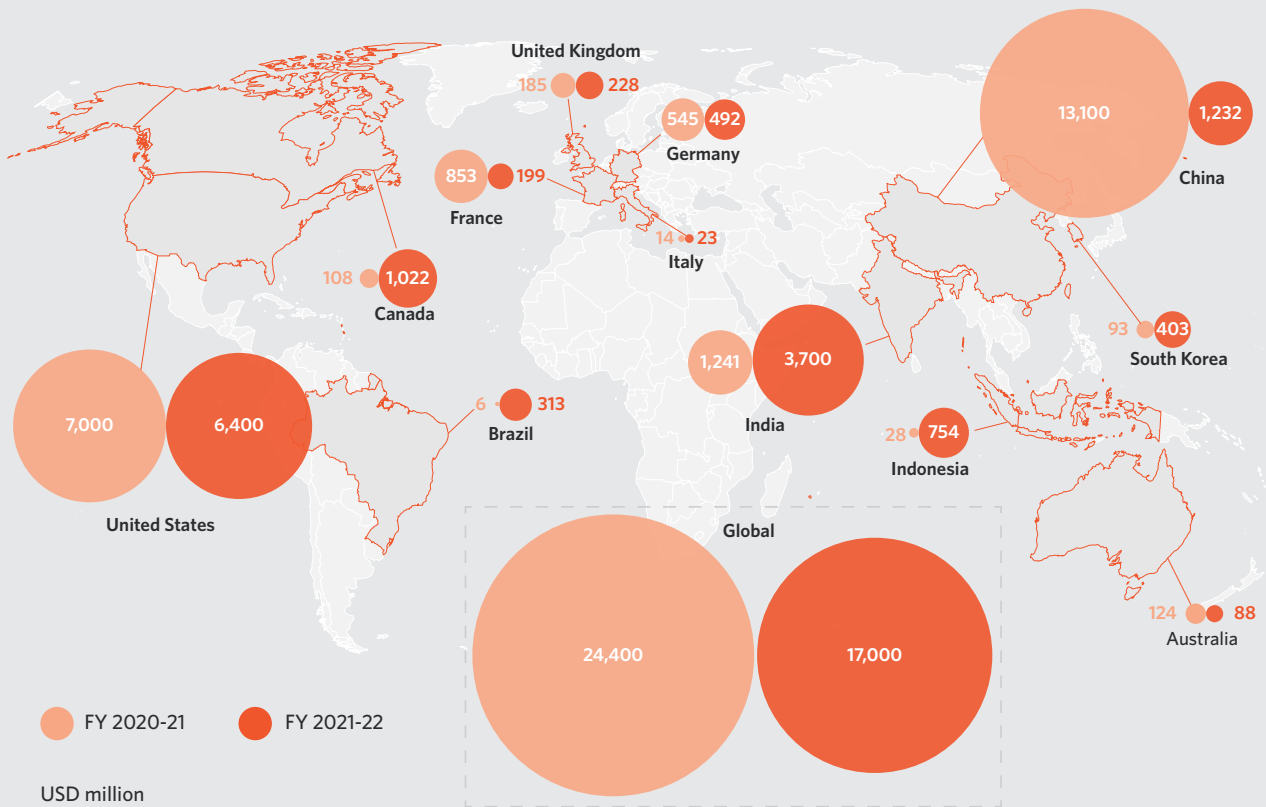 United Kingdom
185 228
545 492
Germany
13,100 1,232
China
853 199
France
14 23
Italy
108 1,022
Canada
93 403
South Korea
1,241 3,700
India
7,000 6,400
United States
6 313
Brazil
28 754
Indonesia
Global
24,400 17,000
124 88
Australia
FY 2020-21 FY 2021-22
USD million